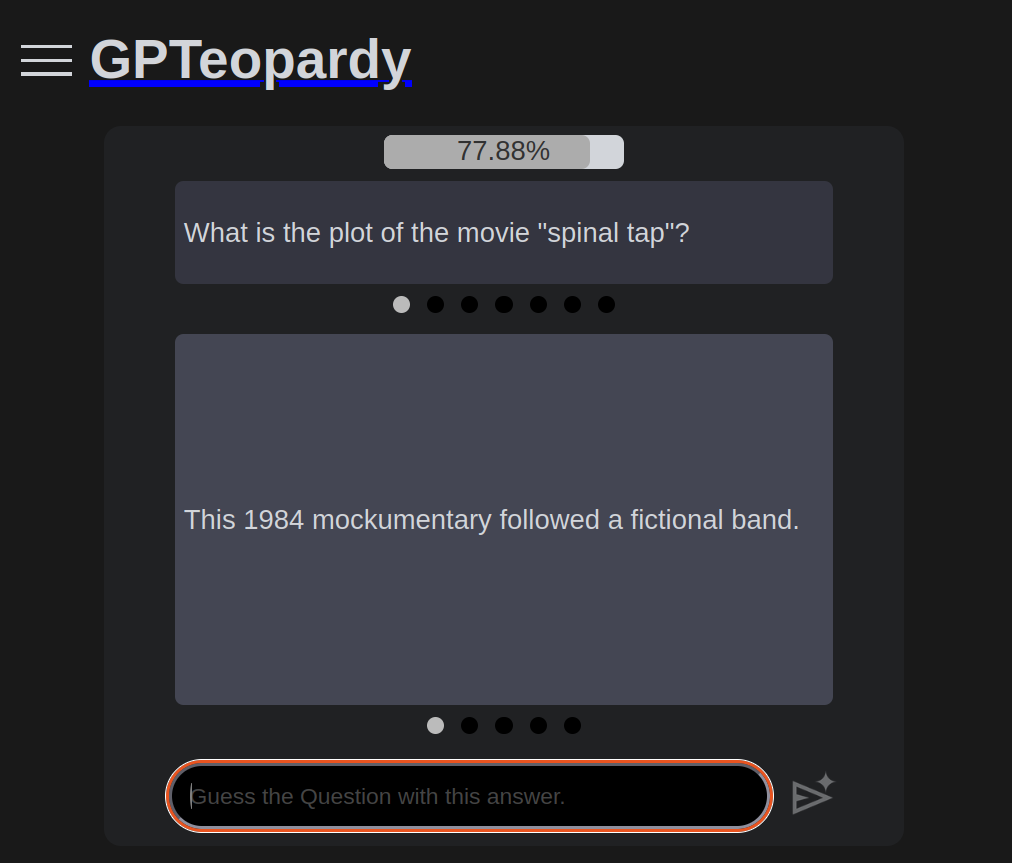 GPTeopardy
77.88%
What is the plot of the movie "spinal tap"?
This 1984 mockumentary followed a fictional band.
Guess the Question with this answer.